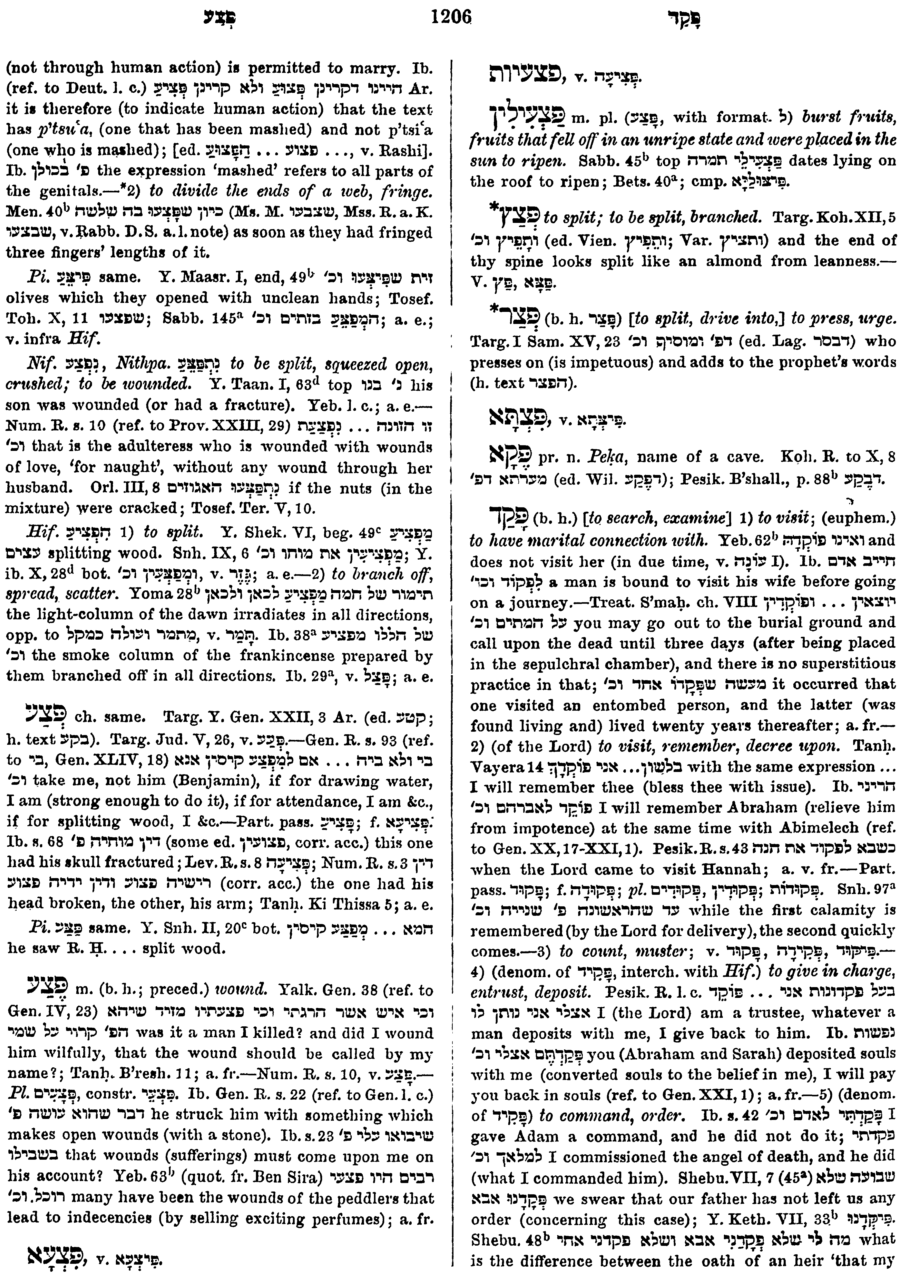 פֶּצַע 1206 פָּקַד
(not through human action) is permitted to marry. Ib.
(ref. to Deut. l. c.) היינו דקרינן פְּצוּעַ ולא קרינן פְּצִיעַ Ar.
it is therefore (to indicate human action) that the text
has p'tsuʿa, (one that has been mashed) and not p'tsiʿa
(one who is mashed); [ed. הַפָּצוּעַ ... פצוע ..., v. Rashi].
Ib. פ' בכולן the expression 'mashed' refers to all parts of
the genitals.—*2) to divide the ends of a web, fringe.
Men. 40b כיון שפָּצְעוּ בה שלשה (Ms. M. שצבעו, Mss. R. a. K.
שבצעו, v. Rabb. D.S. a. l. note) as soon as they had fringed
three fingers' lengths of it.
Pi. פִּיצֵּעַ same. Y. Maasr. I, end, 49b זית שפִּיצְּעוּ וכ'
olives which they opened with unclean hands; Tosef.
Toh. X, 11 שפצעו; Sabb. 145a הַמְפַצֵּעַ בזתים וכ'; a. e.;
v. infra Hif.
Nif. נִפְצַע, Nithpa. נִתְפַּצֵּעַ to be split, squeezed open,
crushed; to be wounded. Y. Taan. I, 63d top נ' בנו his
son was wounded (or had a fracture). Yeb. l. c.; a. e.—
Num. R. s. 10 (ref. to Prov. XXIII, 29) זו הזונה ... נִפְצַעַת
וכ' that is the adulteress who is wounded with wounds
of love, 'for naught', without any wound through her
husband. Orl. III, 8 נִתְפַּצְּעוּ האגוזים if the nuts (in the
mixture) were cracked; Tosef. Ter. V, 10.
Hif. הִפְצִיעַ 1) to split. Y. Shek. VI, beg. 49c מַפְצִיעַ
עצים splitting wood. Snh. IX, 6 מַפְצִיעִין את מוחו וכ'; Y.
ib. X, 28d bot. וּמַפְצְעִין וכ', v. גֶּזֶר; a. e.—2) to branch off,
spread, scatter. Yoma 28b תימור של חמה מַפְצִיעַ לכאן ולכאן
the light-column of the dawn irradiates in all directions,
opp. to מתמר ועולה כמקל, v. תָּמַר. Ib. 38a של הללו מפציע
וכ' the smoke column of the frankincense prepared by
them branched off in all directions. Ib. 29a, v. פָּצַל; a. e.
פְּצַע ch. same. Targ. Y. Gen. XXII, 3 Ar. (ed. קטע;
h. text בקע). Targ. Jud. V, 26, v. פְּצַע.—Gen. R. s. 93 (ref.
to בי, Gen. XLIV, 18) בי ולא ביה ... אם לְמִפְצַע קיסין אנא
וכ' take me, not him (Benjamin), if for drawing water,
I am (strong enough to do it), if for attendance, I am &c.,
if for splitting wood, I &c.—Part. pass. פְּצִיעַ; f. פְּצִיעָא.
Ib. s. 68 דין מוחיה פ' (some ed. פצועין, corr. acc.) this one
had his skull fractured; Lev. R. s. 8 פְּצִיעָה; Num. R. s. 3 דין
רישיה פצוע ודין ידיה פצוע (corr. acc.) the one had his
head broken, the other, his arm; Tanḥ. Ki Thissa 5; a. e.
Pi. פַּצֵּעַ same. Y. Snh. II, 20c bot. חמא ... מְפַצֵּעַ קיסין
he saw R. H. ... split wood.
פֶּצַע m. (b. h.; preced.) wound. Yalk. Gen. 38 (ref. to
Gen. IV, 23) וכי איש אשר הרגתי וכי פצעתיו מזיד שיהא
הפ' קרוי על שמי was it a man I killed? and did I wound
him wilfully, that the wound should be called by my
name?; Tanḥ. B'resh. 11; a. fr.—Num. R. s. 10, v. פָּצַע.—
Pl. פְּצָעִים, constr. פִּצְעֵי. Ib. Gen. R. s. 22 (ref. to Gen. l. c.)
דבר שהוא עושה פ' he struck him with something which
makes open wounds (with a stone). Ib. s. 23 שיבואו עלי פ'
בשבילו that wounds (sufferings) must come upon me on
his account? Yeb. 63b (quot. fr. Ben Sira) רבים היו פצעי
רוכל וכ' many have been the wounds of the peddlers that
lead to indecencies (by selling exciting perfumes); a. fr.
פִּצְעָא, v. פִּיצְעָא.
פצעיות, v. פְּצִיעָה.
פַּצְעִילִין m. pl. (פָּצַע, with format. ל) burst fruits,
fruits that fell off in an unripe state and were placed in the
sun to ripen. Sabb. 45b top פַּצְעִילֵי תמרה dates lying on
the roof to ripen; Bets. 40a; cmp. פִּרְצוּלַיָּא.
*פְּצַץ to split; to be split, branched. Targ. Koh. XII, 5
וְתָפֵיץ וכ' (ed. Vien. וְתֵפֵיץ; Var. ותציץ) and the end of
thy spine looks split like an almond from leanness.—
V. פַּץ, פְּצָא.
*פְּצַר (b. h. פָּצַר) [to split, drive into,] to press, urge.
Targ. I Sam. XV, 23 דפ' ומוסיף וכ' (ed. Lag. דבסר) who
presses on (is impetuous) and adds to the prophet's words
(h. text הפצר).
פִּצְתָּא, v. פִּיצְתָא.
פֶּקָא pr. n. Peḳa, name of a cave. Koh. R. to X, 8
מערתא דפ' (ed. Wil. דְּפֶקַע); Pesik. B'shall., p. 88b דבקע.
פָּקַד (b. h.) [to search, examine] 1) to visit; (euphem.)
to have marital connection with. Yeb. 62b ואינו פּוֹקְדָהּ and
does not visit her (in due time, v. עוֹנָה I). Ib. חייב אדם
לִפְקוֹד וכו' a man is bound to visit his wife before going
on a journey.—Treat. S'maḥ. ch. VIII יוצאין ... ופּוֹקְדִין
על המתים וכ' you may go out to the burial ground and
call upon the dead until three days (after being placed
in the sepulchral chamber), and there is no superstitious
practice in that; מעשה שפְּקָדוּ אחד וכ' it occurred that
one visited an entombed person, and the latter (was
found living and) lived twenty years thereafter; a. fr.—
2) (of the Lord) to visit, remember, decree upon. Tanḥ.
Vayera 14 בלשון... אני פּוֹקְדָךְ with the same expression ...
I will remember thee (bless thee with issue). Ib. הריני
פּוֹקֵד לאברהם וכ' I will remember Abraham (relieve him
from impotence) at the same time with Abimelech (ref.
to Gen. XX, 17-XXI, 1). Pesik. R. s. 43 כשבא לפקוד את חנה
when the Lord came to visit Hannah; a. v. fr.—Part.
pass. פָּקוּד; f. פְּקוּדָה; pl. פְּקוּדִים, פְּקוּדִין; פְּקוּדוֹת. Snh. 97a
עד שהראשונה פ' שנייה וכ' while the first calamity is
remembered (by the Lord for delivery), the second quickly
comes.—3) to count, muster; v. פִּיקּוּד, פְּקִידָה, פְּקוּד.—
4) (denom. of פָּקִיד, interch. with Hif.) to give in charge,
entrust, deposit. Pesik. R. l. c. בעל פקדונות אני ... פּוֹקֵד
אצלי אני נותן לו I (the Lord) am a trustee, whatever a
man deposits with me, I give back to him. Ib. נפשות
פְּקַדְתֶּם אצלי וכ' you (Abraham and Sarah) deposited souls
with me (converted souls to the belief in me), I will pay
you back in souls (ref. to Gen. XXI, 1); a. fr.—5) (denom.
of פָּקִיד) to command, order. Ib. s. 42 פָּקַדְתִּי לאדם וכ' I
gave Adam a command, and he did not do it; פקדתי
למלאך וכ' I commissioned the angel of death, and he did
(what I commanded him). Shebu. VII, 7 (45a) שבועה שלא
פְּקָדָנוּ אבא we swear that our father has not left us any
order (concerning this case); Y. Keth. VII, 33b פִּיקְּדָנוּ.
Shebu. 48b מה לי שלא פְּקָדַנִי אבא ושלא פקדני אחי what
is the difference between the oath of an heir 'that my